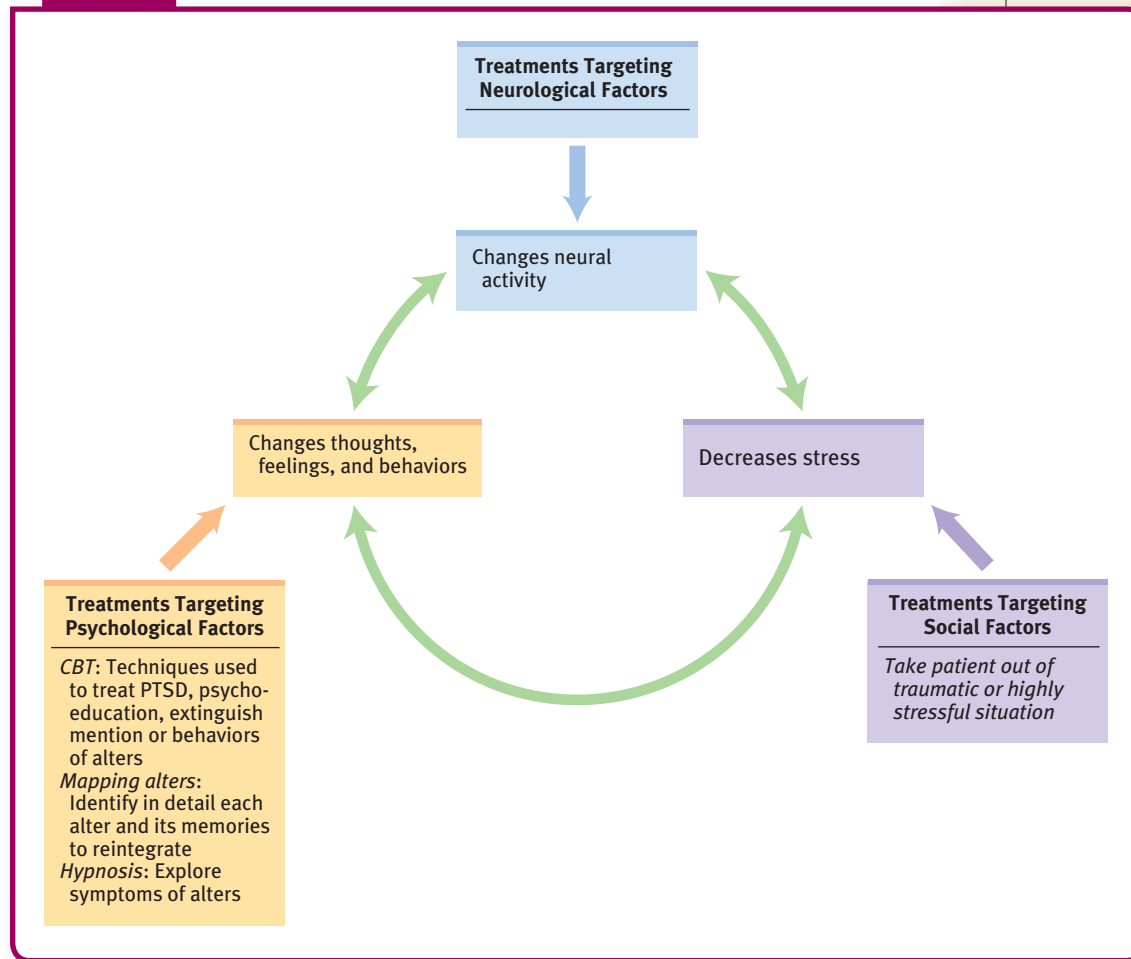 Treatments Targeting
Neurological Factors
Changes neural
activity
Changes thoughts,
feelings, and behaviors
Decreases stress
Treatments Targeting
Psychological Factors
CBT: Techniques used
to treat PTSD, psycho-
education, extinguish
mention or behaviors
of alters
Mapping alters:
Identify in detail each
alter and its memories
to reintegrate
Hypnosis: Explore
symptoms of alters
Treatments Targeting
Social Factors
Take patient out of
traumatic or highly
stressful situation